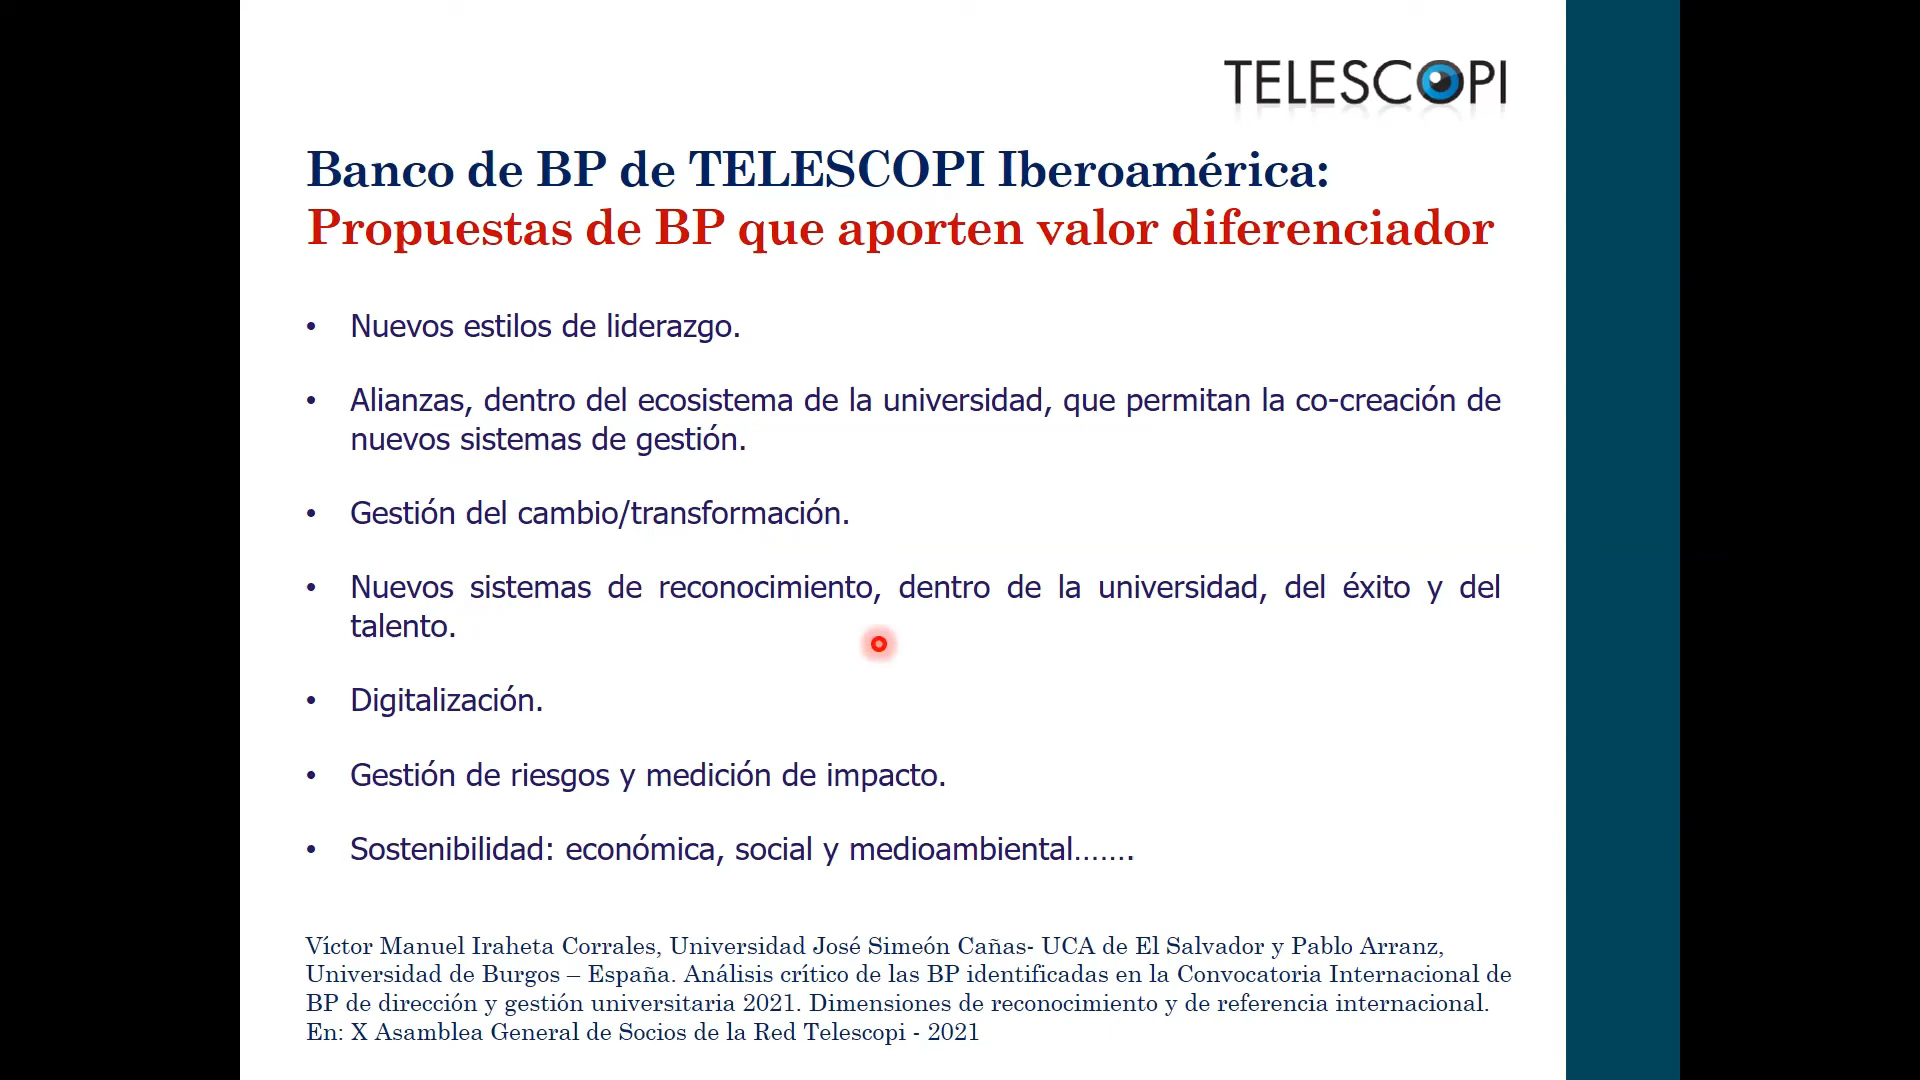 TELESCOPI
Banco de BP de TELESCOPI Iberoamérica:
Propuestas de BP que aporten valor diferenciador
• Nuevos estilos de liderazgo.
• Alianzas, dentro del ecosistema de la universidad, que permitan la co-creación de
nuevos sistemas de gestión.
• Gestión del cambio/transformación.
• Nuevos sistemas de reconocimiento, dentro de la universidad, del éxito y del
talento.
• Digitalización.
• Gestión de riesgos y medición de impacto.
• Sostenibilidad: económica, social y medioambiental.......
Víctor Manuel Iraheta Corrales, Universidad José Simeón Cañas- UCA de El Salvador y Pablo Arranz,
Universidad de Burgos – España. Análisis crítico de las BP identificadas en la Convocatoria Internacional de
BP de dirección y gestión universitaria 2021. Dimensiones de reconocimiento y de referencia internacional.
En: X Asamblea General de Socios de la Red Telescopi - 2021